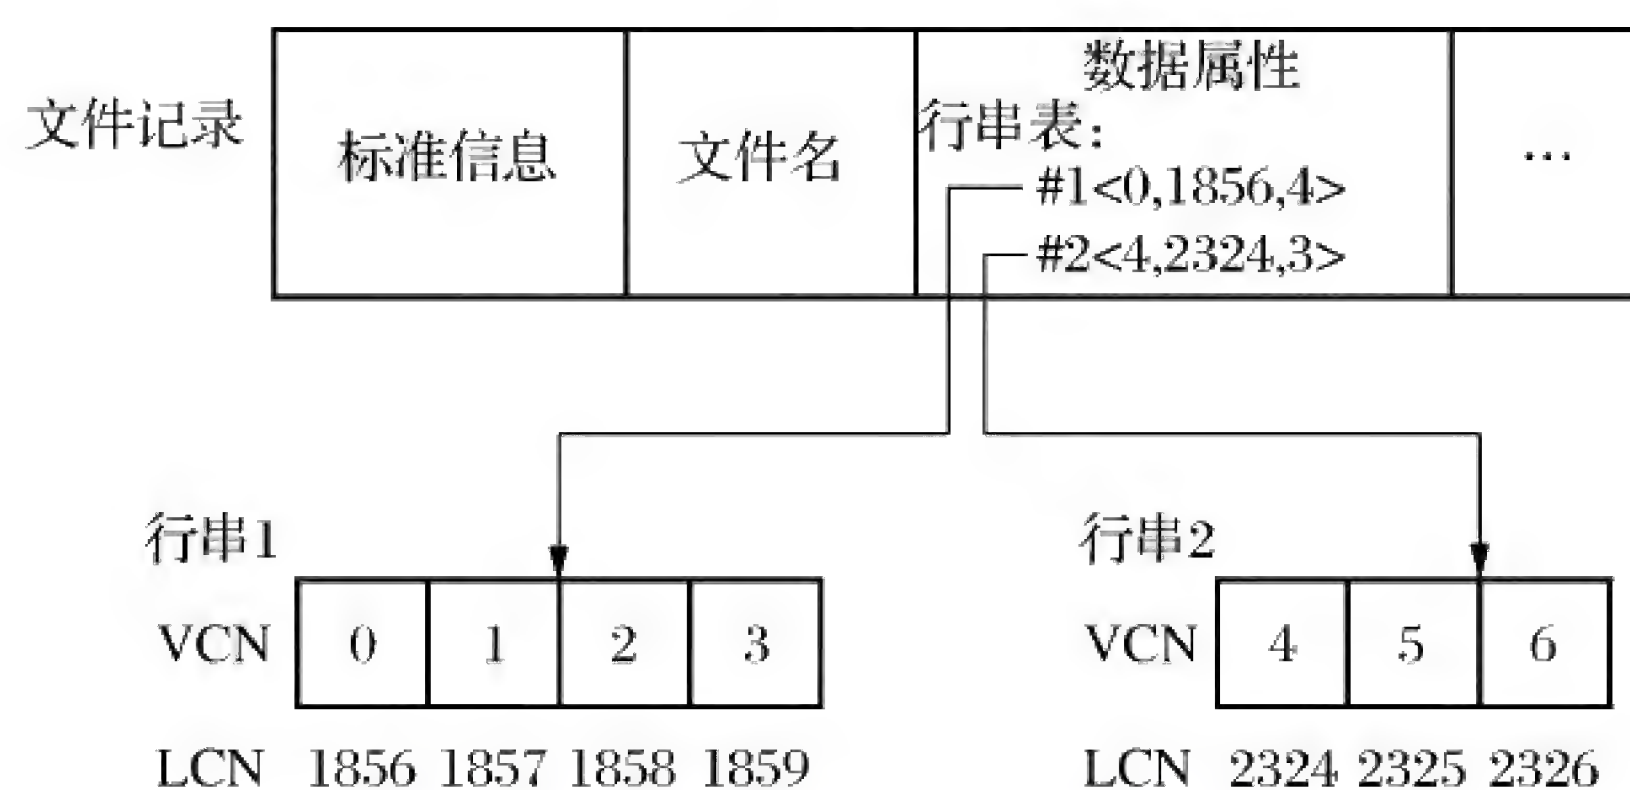 文件记录
标准信息
文件名
数据属性
行串表：
#1<0,1856,4>
#2<4,2324,3>
…
行串1
VCN 0 1 2 3
LCN 1856 1857 1858 1859
行串2
VCN 4 5 6
LCN 2324 2325 2326